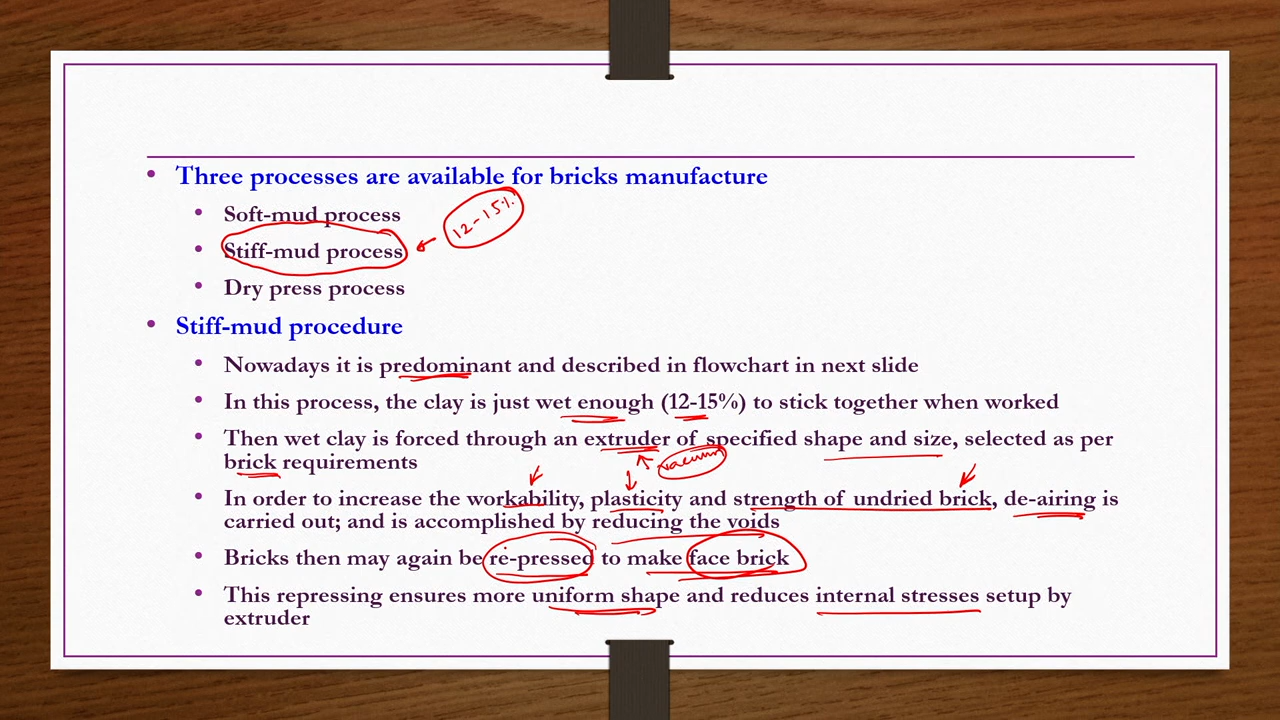 Three processes are available for bricks manufacture
Soft-mud process
12-15%
Stiff-mud process
Dry press process
Stiff-mud procedure
Nowadays it is predominant and described in flowchart in next slide
In this process, the clay is just wet enough (12-15%) to stick together when worked
Then wet clay is forced through an extruder of specified shape and size, selected as per
brick requirements
vacuum
In order to increase the workability, plasticity and strength of undried brick, de-airing is
carried out; and is accomplished by reducing the voids
Bricks then may again be re-pressed to make face brick
This repressing ensures more uniform shape and reduces internal stresses setup by
extruder